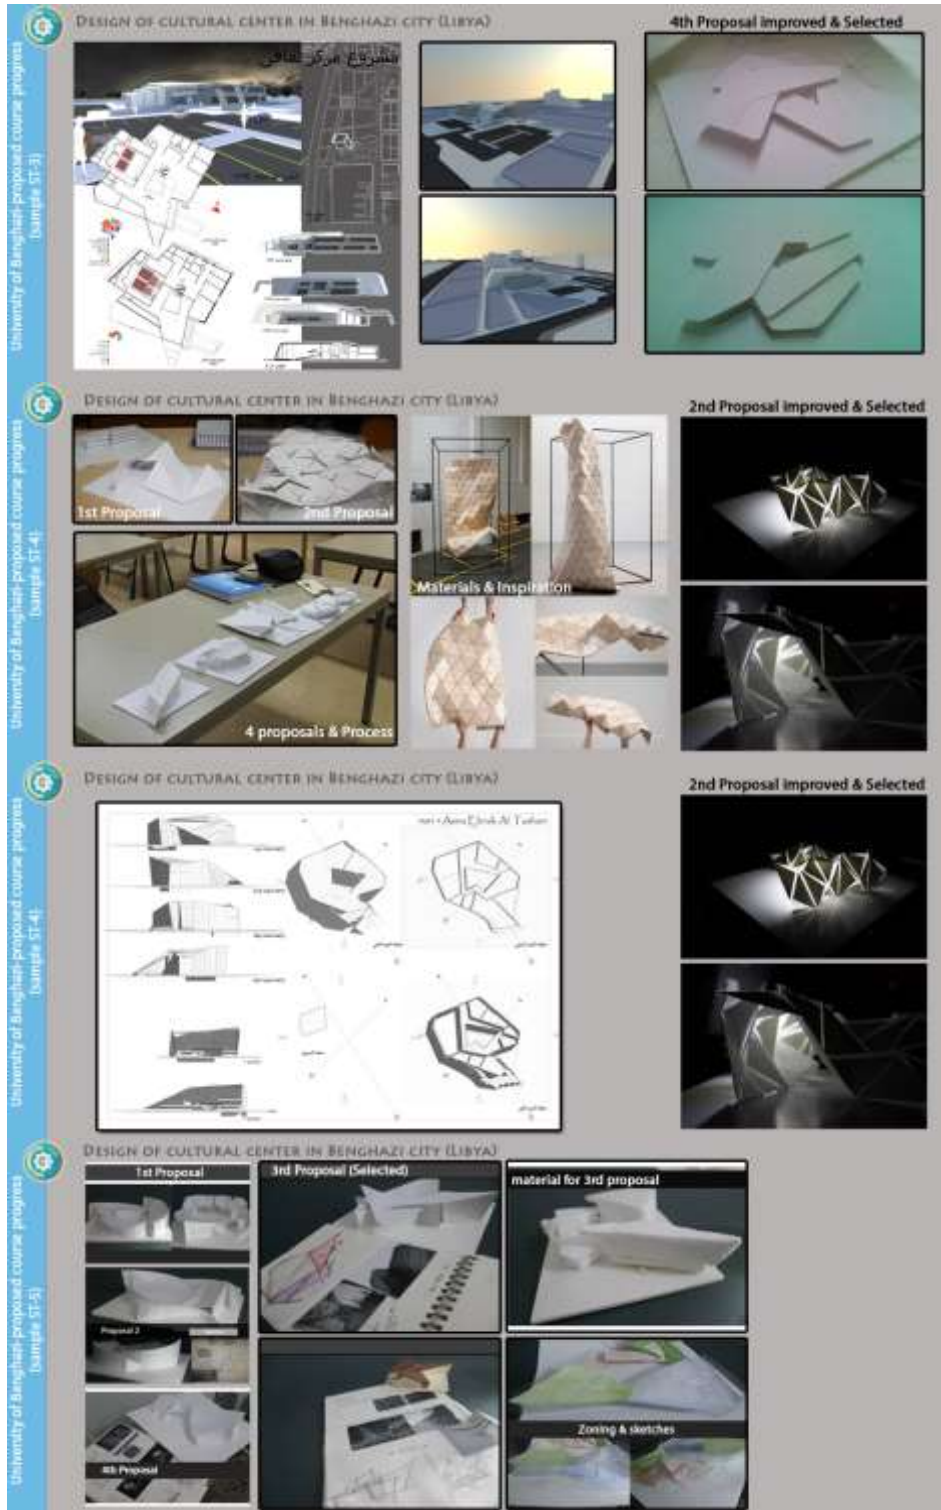 University of Benghazi-proposed course progress
(sample ST-3)
DESIGN OF CULTURAL CENTER IN BENGHAZI CITY (LIBYA)
4th Proposal improved & Selected
مشروع مركز ثقافي
University of Benghazi-proposed course progress
(sample ST-4)
DESIGN OF CULTURAL CENTER IN BENGHAZI CITY (LIBYA)
2nd Proposal improved & Selected
1st Proposal
2nd Proposal
Materials & Inspiration
4 proposals & Process
University of Benghazi-proposed course progress
(sample ST-4)
DESIGN OF CULTURAL CENTER IN BENGHAZI CITY (LIBYA)
2nd Proposal improved & Selected
University of Benghazi-proposed course progress
(sample ST-5)
DESIGN OF CULTURAL CENTER IN BENGHAZI CITY (LIBYA)
1st Proposal
3rd Proposal (Selected)
material for 3rd proposal
Proposal 2
4th Proposal
Zoning & sketches